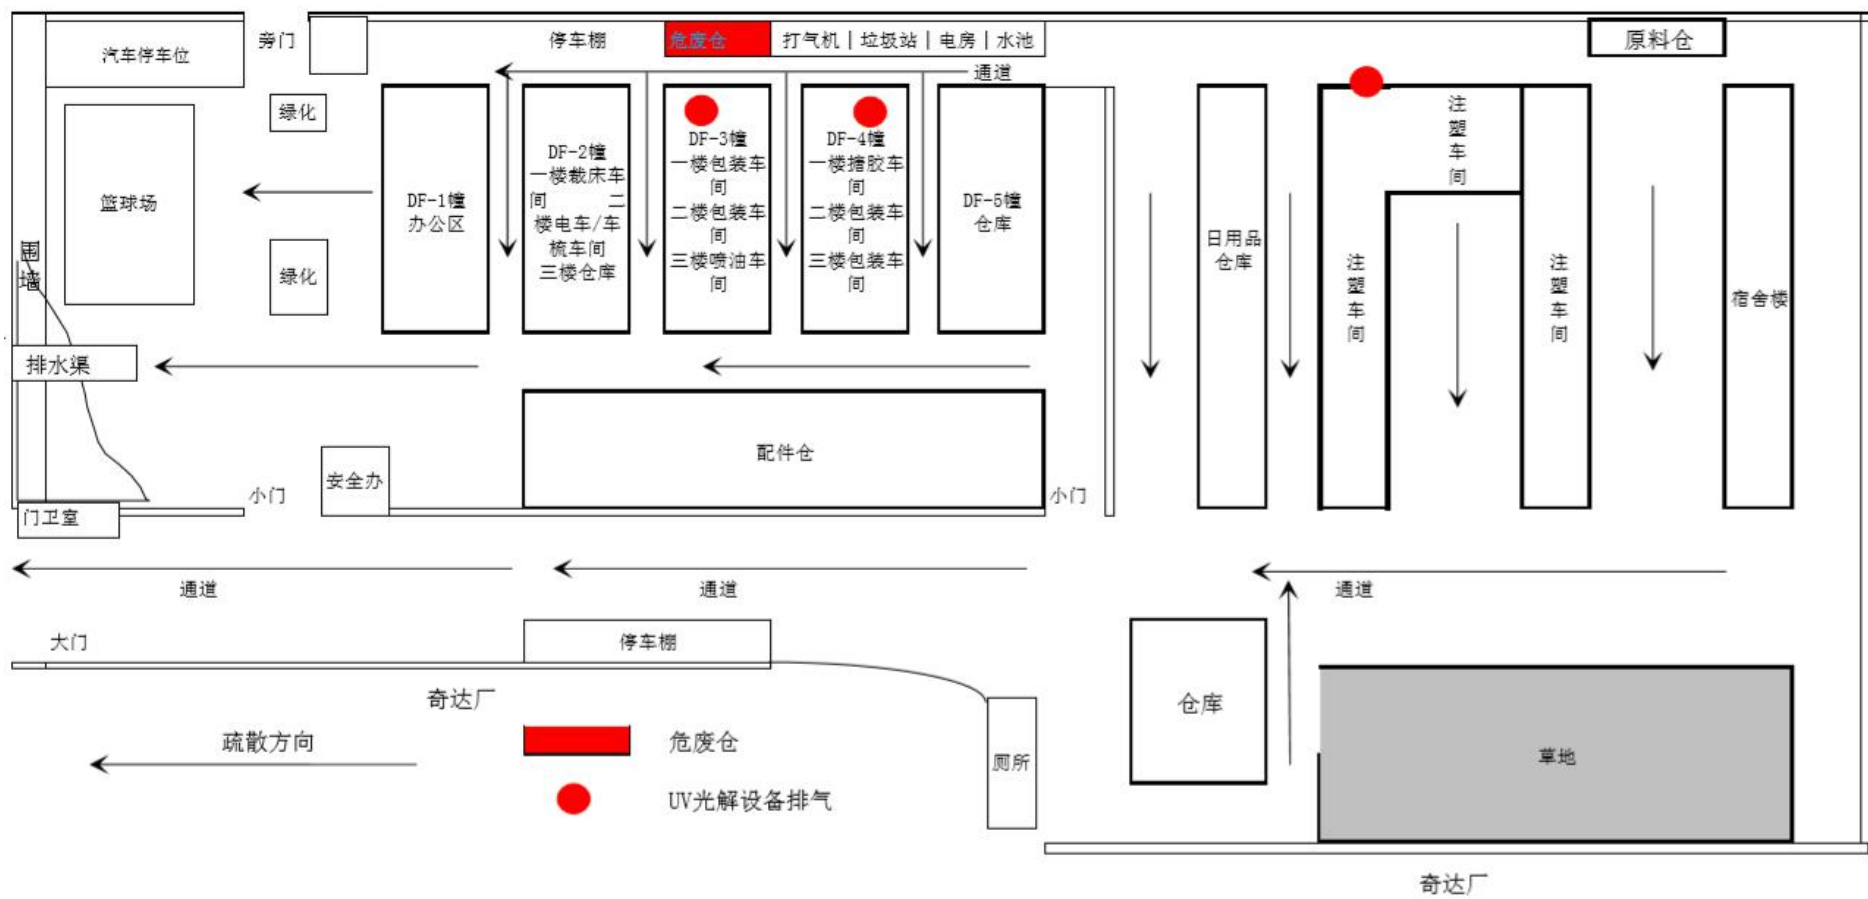 汽车停车位
旁门
停车棚
危废仓
打气机|垃圾站|电房|水池
原料仓
通道
绿化
篮球场
绿化
围墙
排水渠
门卫室
小门
安全办
DF-1幢
办公区
DF-2幢
一楼裁床车
间 二
楼电车/车
梳车间
三楼仓库
DF-3幢
一楼包装车
间
二楼包装车
间
三楼喷油车
间
DF-4幢
一楼搪胶车
间
二楼包装车
间
三楼包装车
间
DF-5幢
仓库
配件仓
小门
日用品
仓库
注塑车间
注塑车间
注塑车间
宿舍楼
通道
通道
通道
大门
停车棚
奇达厂
疏散方向
危废仓
UV光解设备排气
厕所
仓库
草地
奇达厂